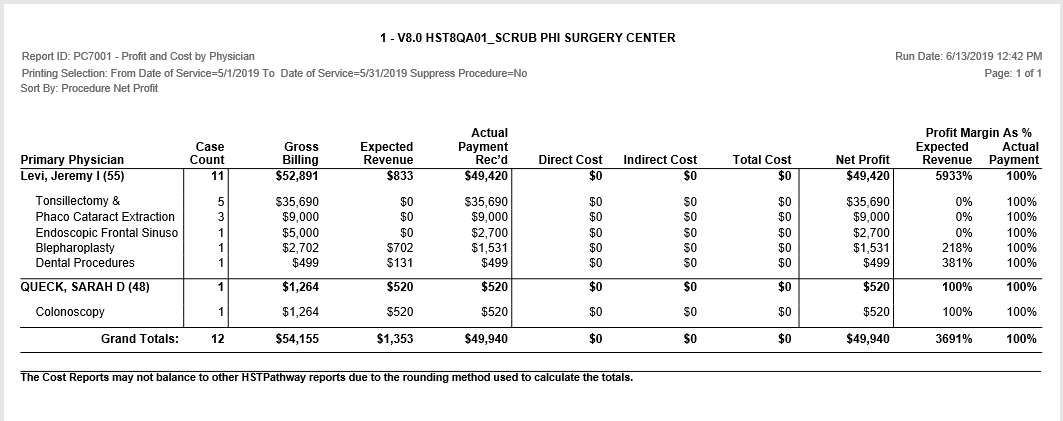 1 - V8.0 HST8QA01_SCRUB PHI SURGERY CENTER
Report ID: PC7001 - Profit and Cost by Physician Run Date: 6/13/2019 12:42 PM
Printing Selection: From Date of Service=5/1/2019 To Date of Service=5/31/2019 Suppress Procedure=No Page: 1 of 1
Sort By: Procedure Net Profit
Actual Profit Margin As %
Case Gross Expected Payment Expected Actual
Primary Physician Count Billing Revenue Rec'd Direct Cost Indirect Cost Total Cost Net Profit Revenue Payment
Levi, Jeremy I (55) 11 $52,891 $833 $49,420 $0 $0 $0 $49,420 5933% 100%
Tonsillectomy & 5 $35,690 $0 $35,690 $0 $0 $0 $35,690 0% 100%
Phaco Cataract Extraction 3 $9,000 $0 $9,000 $0 $0 $0 $9,000 0% 100%
Endoscopic Frontal Sinuso 1 $5,000 $0 $2,700 $0 $0 $0 $2,700 0% 100%
Blepharoplasty 1 $2,702 $702 $1,531 $0 $0 $0 $1,531 218% 100%
Dental Procedures 1 $499 $131 $499 $0 $0 $0 $499 381% 100%
QUECK, SARAH D (48) 1 $1,264 $520 $520 $0 $0 $0 $520 100% 100%
Colonoscopy 1 $1,264 $520 $520 $0 $0 $0 $520 100% 100%
Grand Totals: 12 $54,155 $1,353 $49,940 $0 $0 $0 $49,940 3691% 100%
The Cost Reports may not balance to other HSTPathway reports due to the rounding method used to calculate the totals.